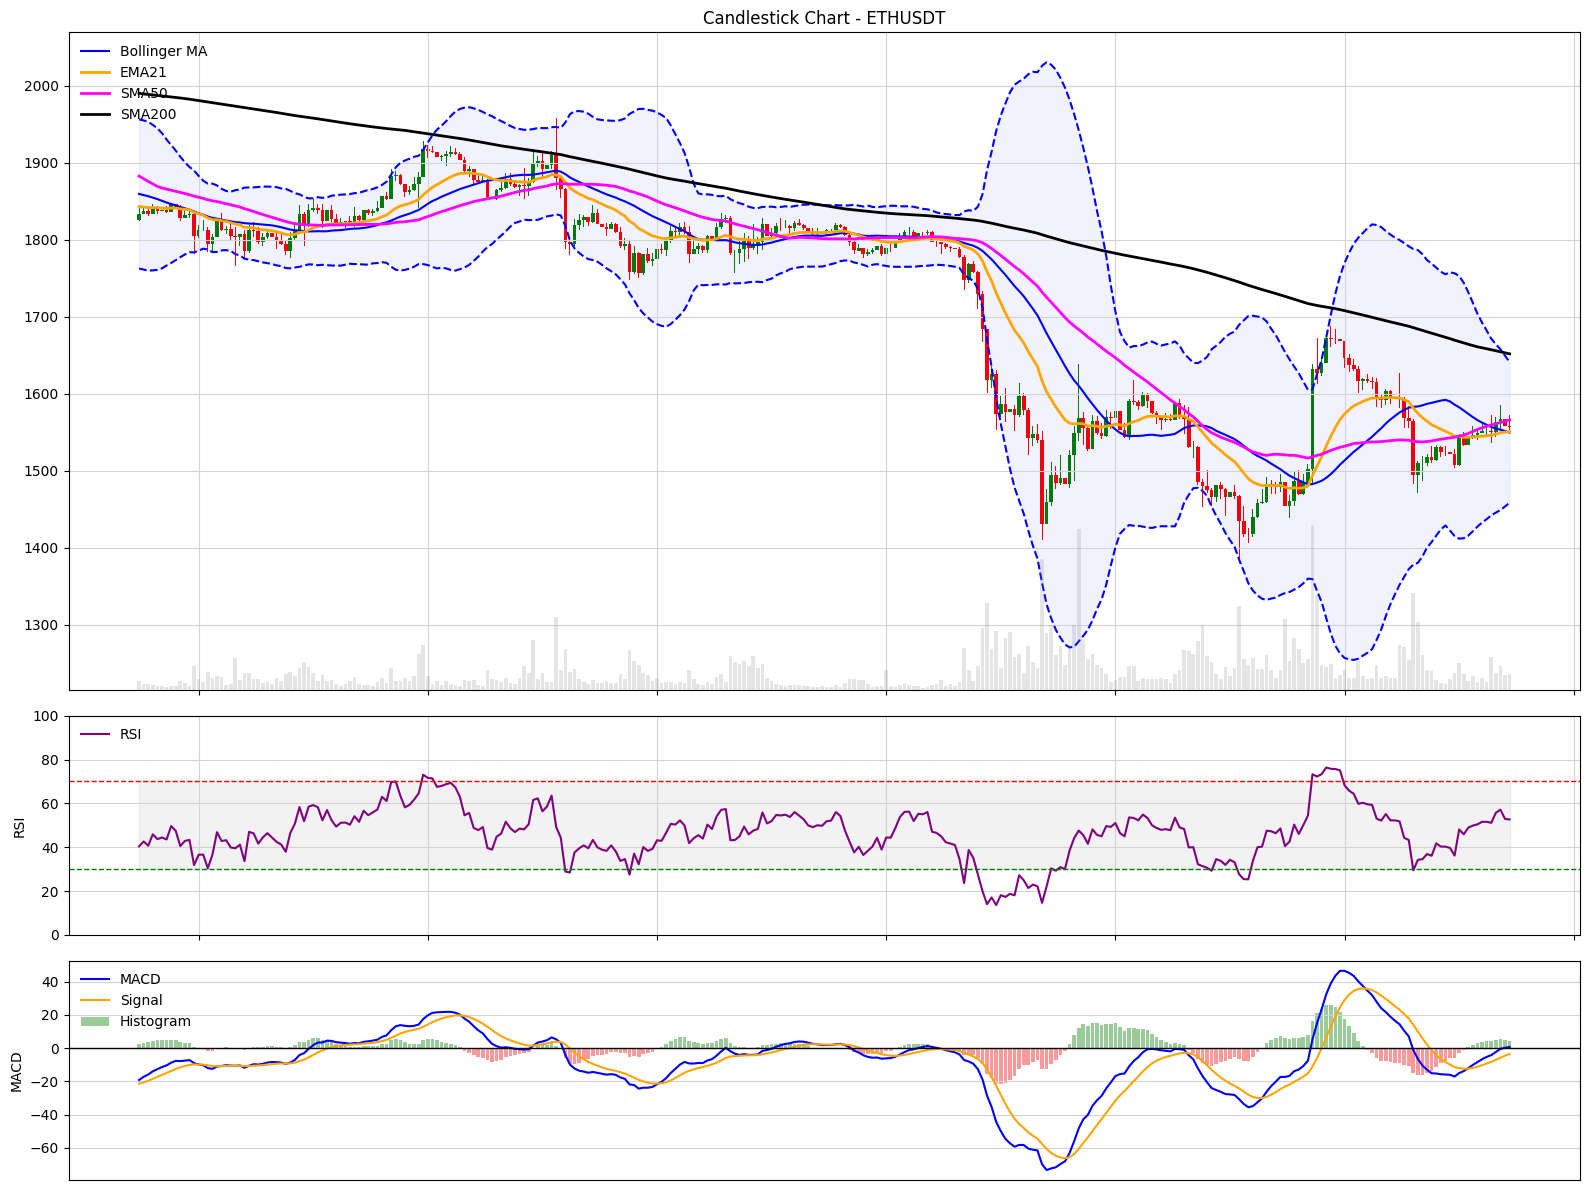 Candlestick Chart - ETHUSDT
Bollinger MA
EMA21
SMA50
SMA200
2000
1900
1800
1700
1600
1500
1400
1300
RSI
100
80
60
40
20
0
RSI
MACD
Signal
Histogram
40
20
0
−20
−40
−60
MACD